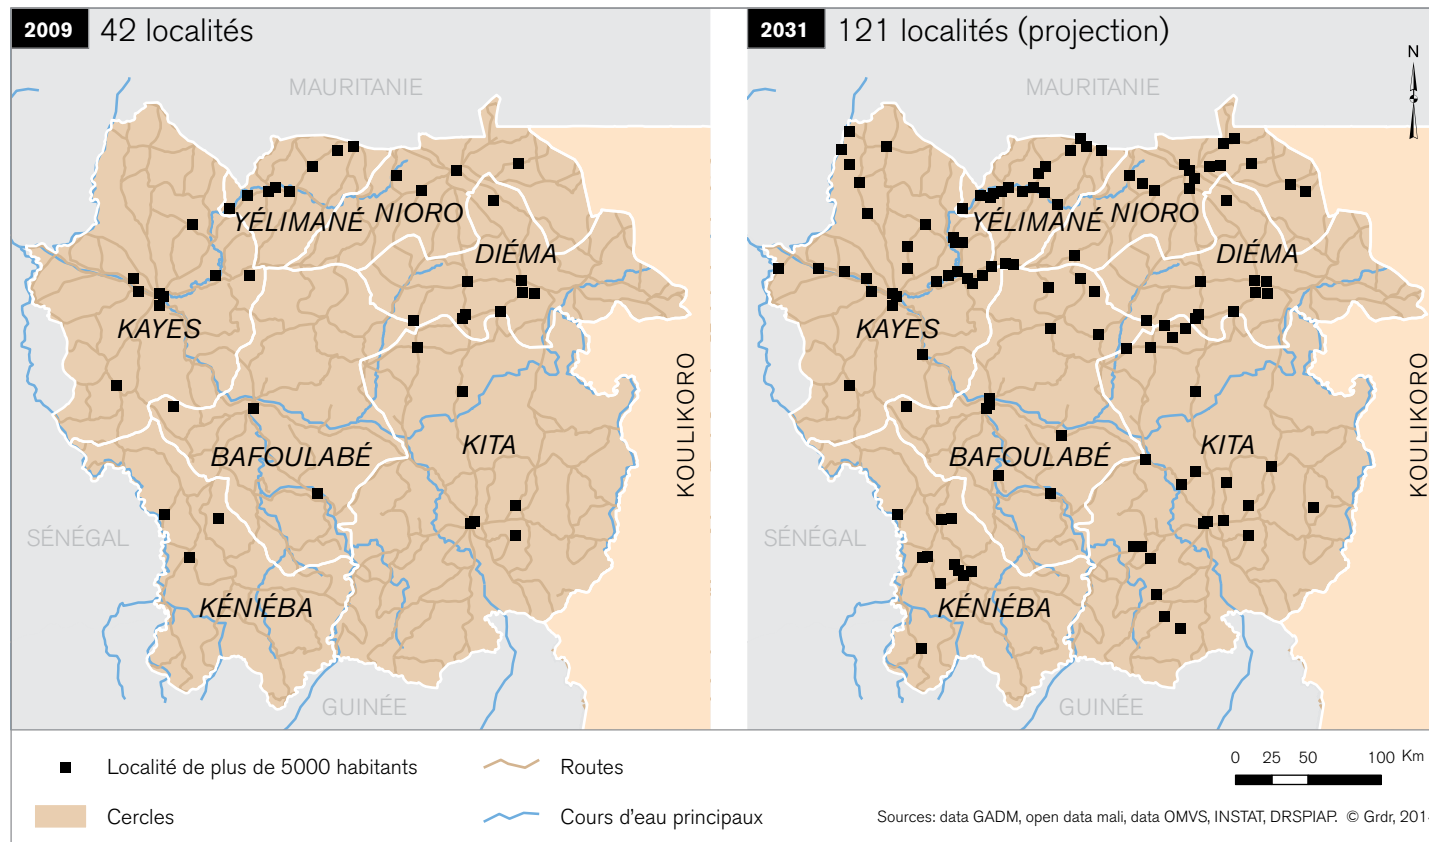 2009 42 localités
MAURITANIE
YÉLIMANÉ
NIORO
DIÉMA
KAYES
BAFOULABÉ
KITA
KOULIKORO
SÉNÉGAL
KÉNIÉBA
GUINÉE
2031 121 localités (projection)
N
MAURITANIE
YÉLIMANÉ
NIORO
DIÉMA
KAYES
BAFOULABÉ
KITA
KOULIKORO
SÉNÉGAL
KÉNIÉBA
GUINÉE
Localité de plus de 5000 habitants
Routes
0 25 50 100 Km
Cercles
Cours d'eau principaux
Sources: data GADM, open data mali, data OMVS, INSTAT, DRSPIAP. © Grdr, 201